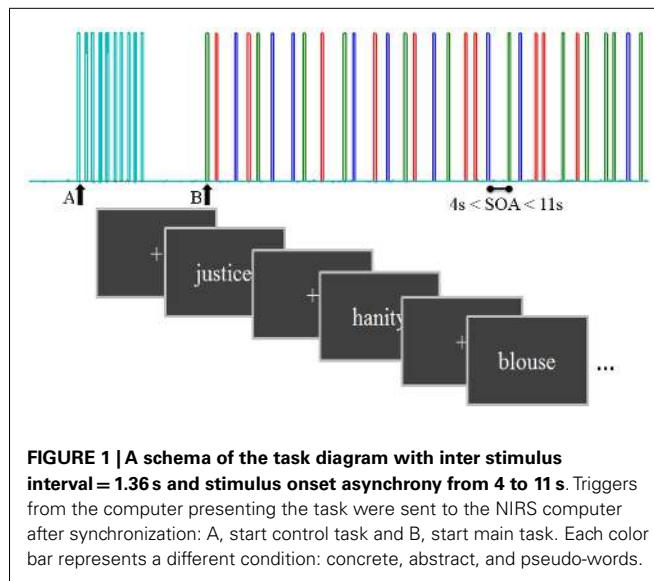 A
B
4s < SOA < 11s
+
justice
+
hanity
+
blouse
...
FIGURE 1 | A schema of the task diagram with inter stimulus
interval = 1.36 s and stimulus onset asynchrony from 4 to 11 s. Triggers
from the computer presenting the task were sent to the NIRS computer
after synchronization: A, start control task and B, start main task. Each color
bar represents a different condition: concrete, abstract, and pseudo-words.